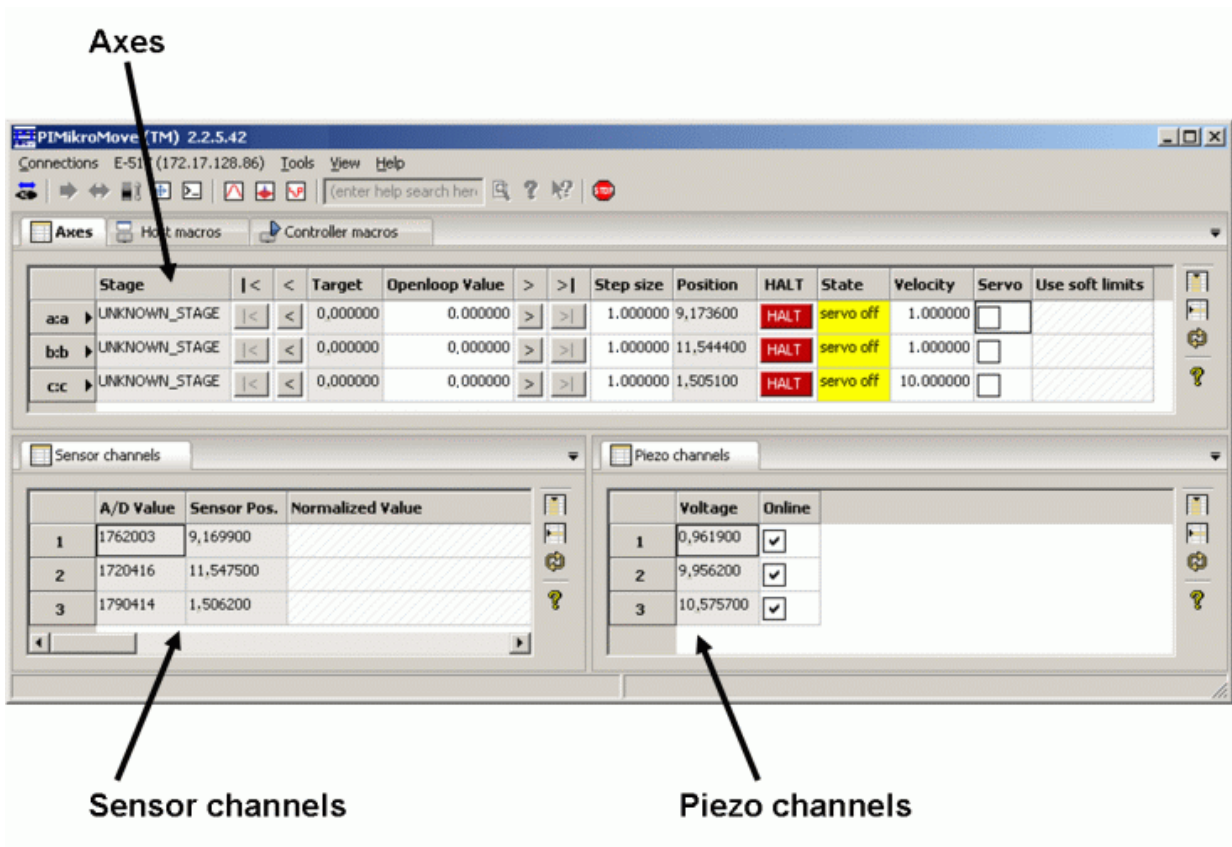 Axes
PIMikroMove (TM) 2.2.5.42
Connections E-517 (172.17.128.86) Tools View Help
(enter help search her
Axes Host macros Controller macros
Stage |< < Target Openloop Value > >| Step size Position HALT State Velocity Servo Use soft limits
a:a UNKNOWN_STAGE |< < 0,000000 0.000000 > >| 1.000000 9,173600 HALT servo off 1.000000
b:b UNKNOWN_STAGE |< < 0,000000 0,000000 > >| 1.000000 11,544400 HALT servo off 1.000000
c:c UNKNOWN_STAGE |< < 0,000000 0,000000 > >| 1.000000 1,505100 HALT servo off 10.000000
Sensor channels
A/D Value Sensor Pos. Normalized Value
1 1762003 9,169900
2 1720416 11,547500
3 1790414 1,506200
Piezo channels
Voltage Online
1 0,961900
2 9,956200
3 10,575700
Sensor channels
Piezo channels